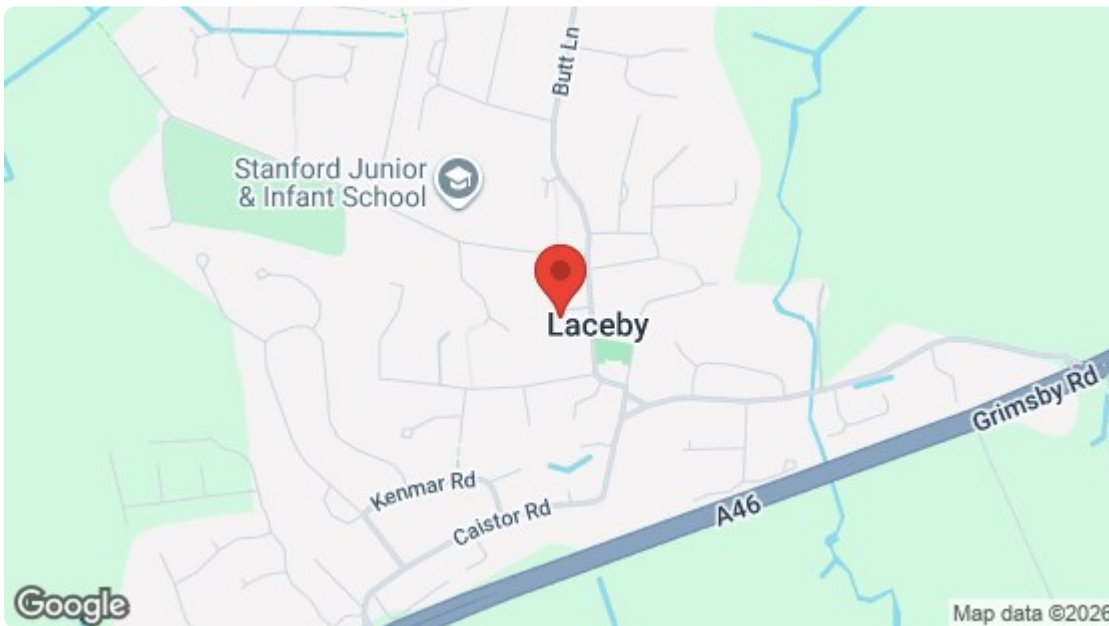 Butt Ln
Stanford Junior
& Infant School
Laceby
Grimsby Rd
Kenmar Rd
A46
Caistor Rd
Google
Map data ©2026